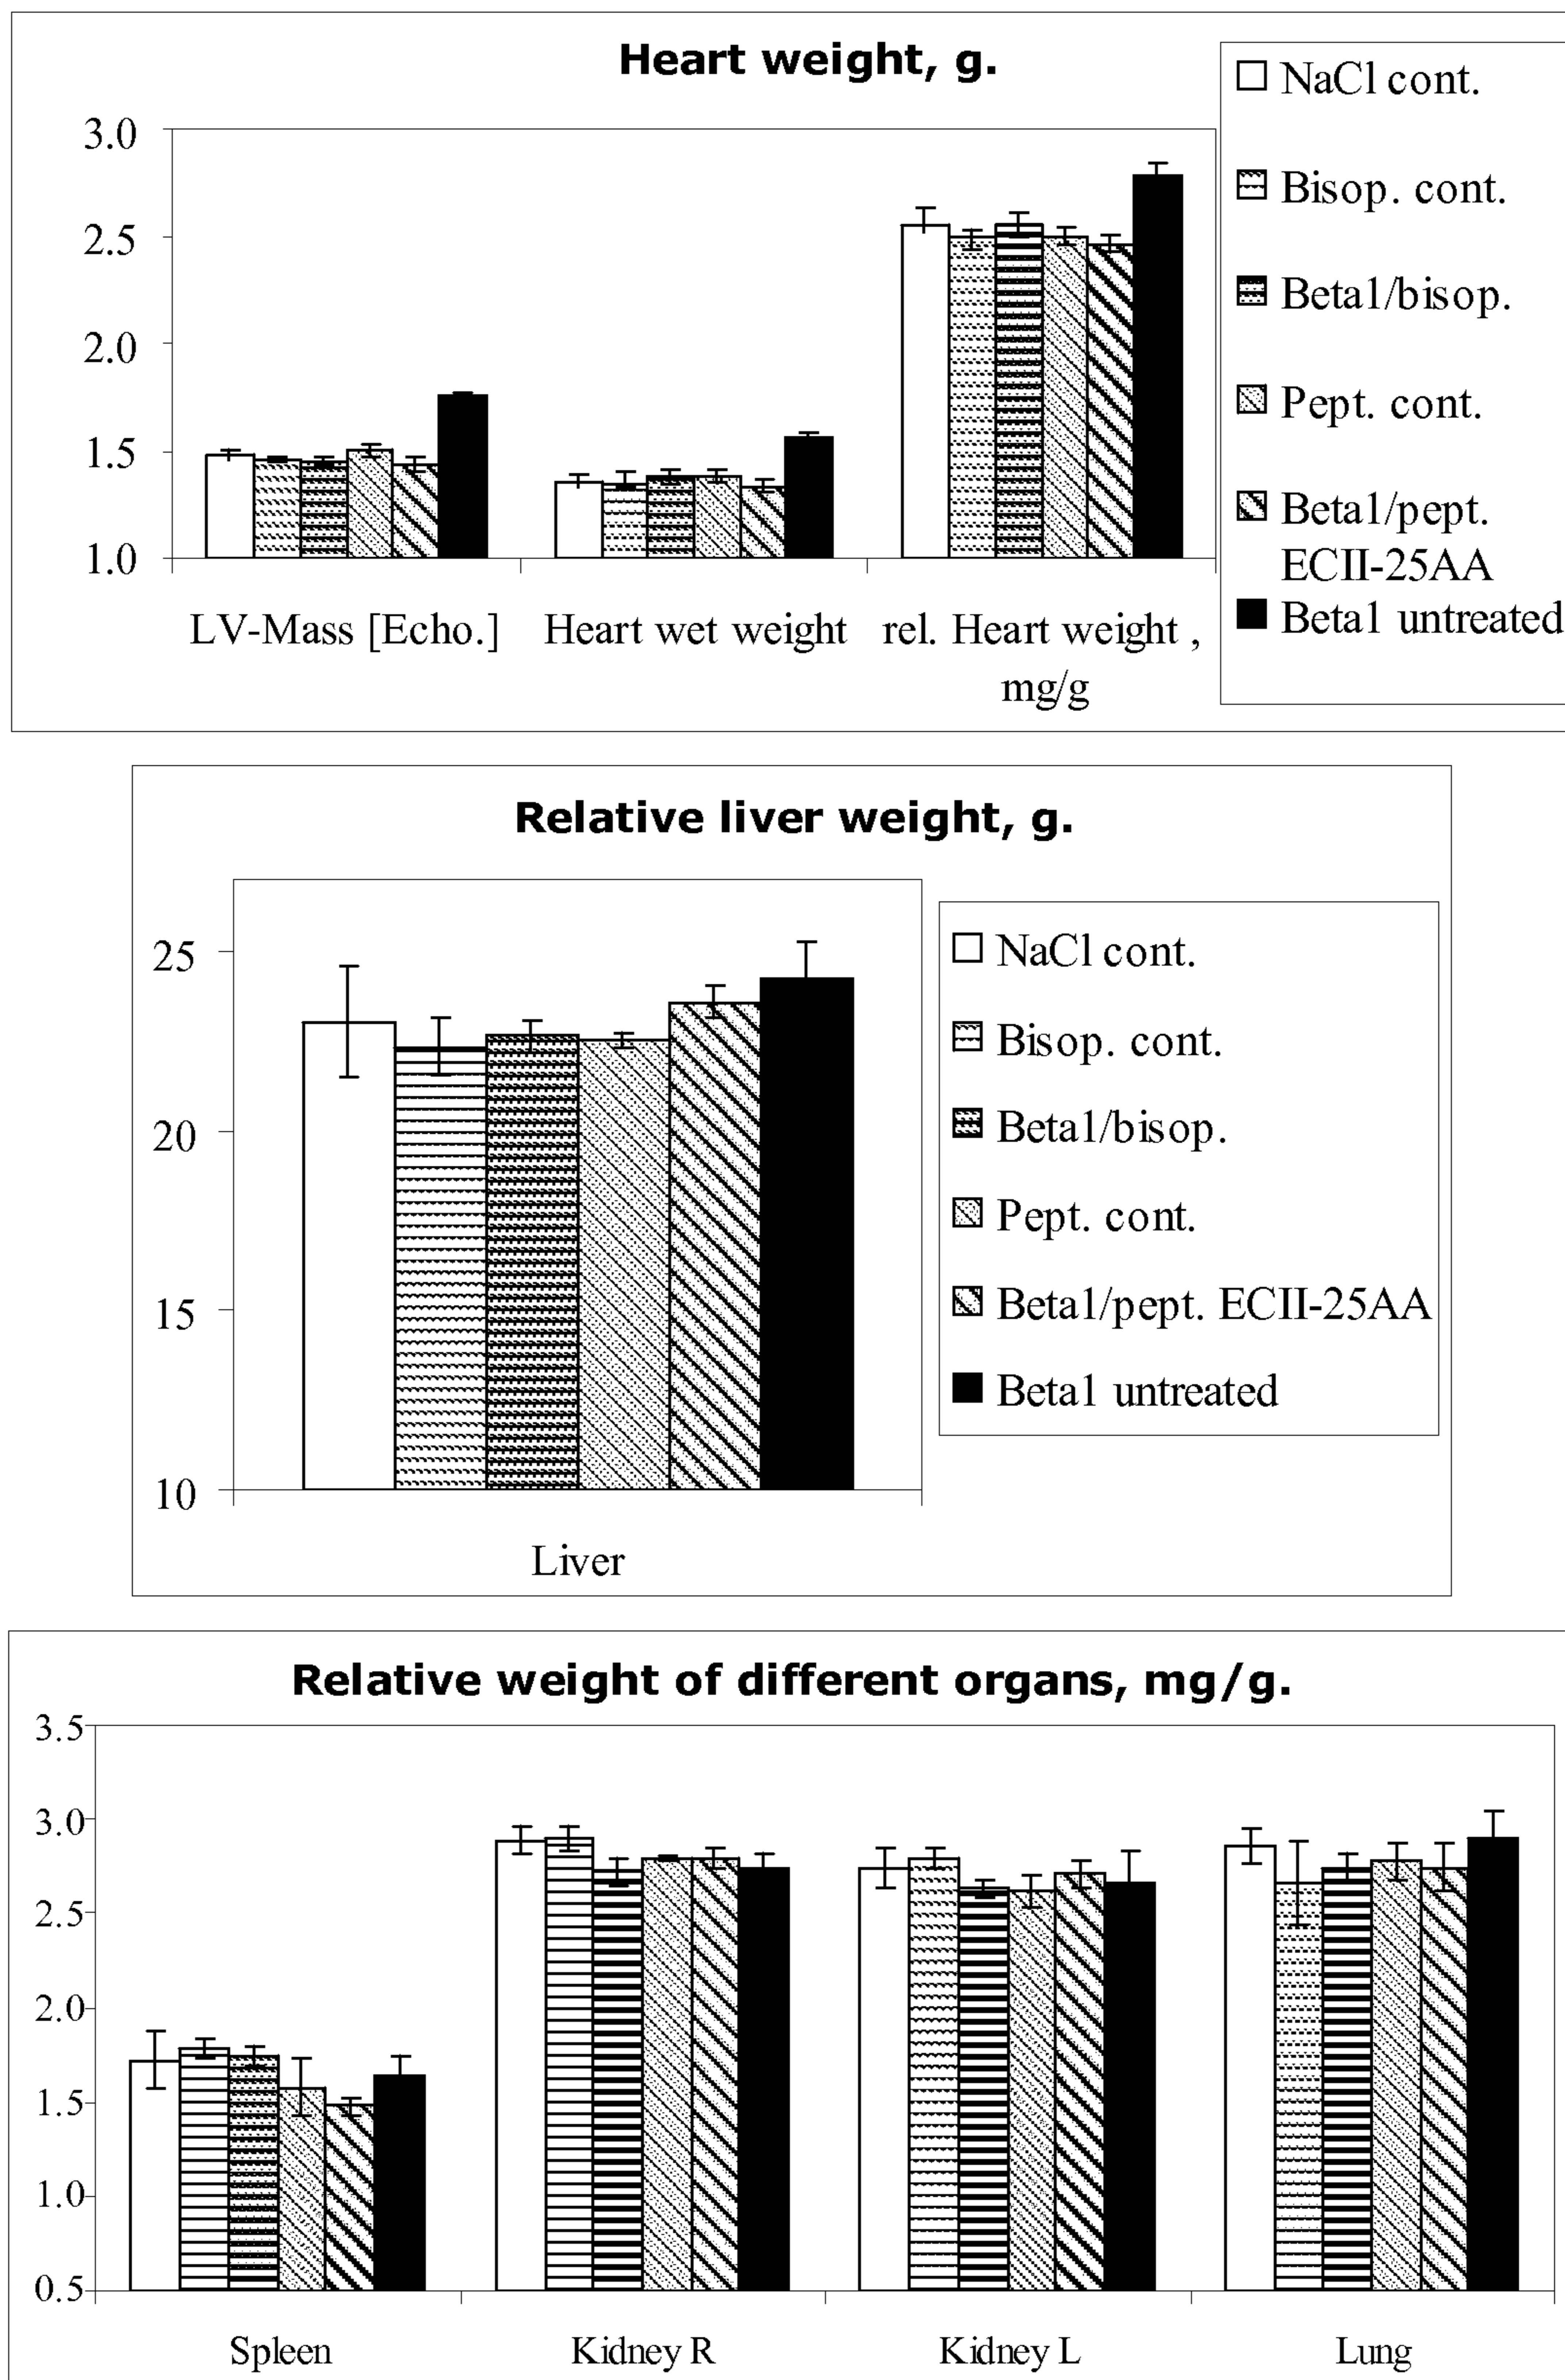 Heart weight, g.
3.0
2.5
2.0
1.5
1.0
LV-Mass [Echo.]
Heart wet weight
rel. Heart weight ,
mg/g
NaCl cont.
Bisop. cont.
Beta1/bisop.
Pept. cont.
Beta1/pept.
ECII-25AA
Beta1 untreated
Relative liver weight, g.
25
20
15
10
Liver
NaCl cont.
Bisop. cont.
Beta1/bisop.
Pept. cont.
Beta1/pept. ECII-25AA
Beta1 untreated
Relative weight of different organs, mg/g.
3.5
3.0
2.5
2.0
1.5
1.0
0.5
Spleen
Kidney R
Kidney L
Lung